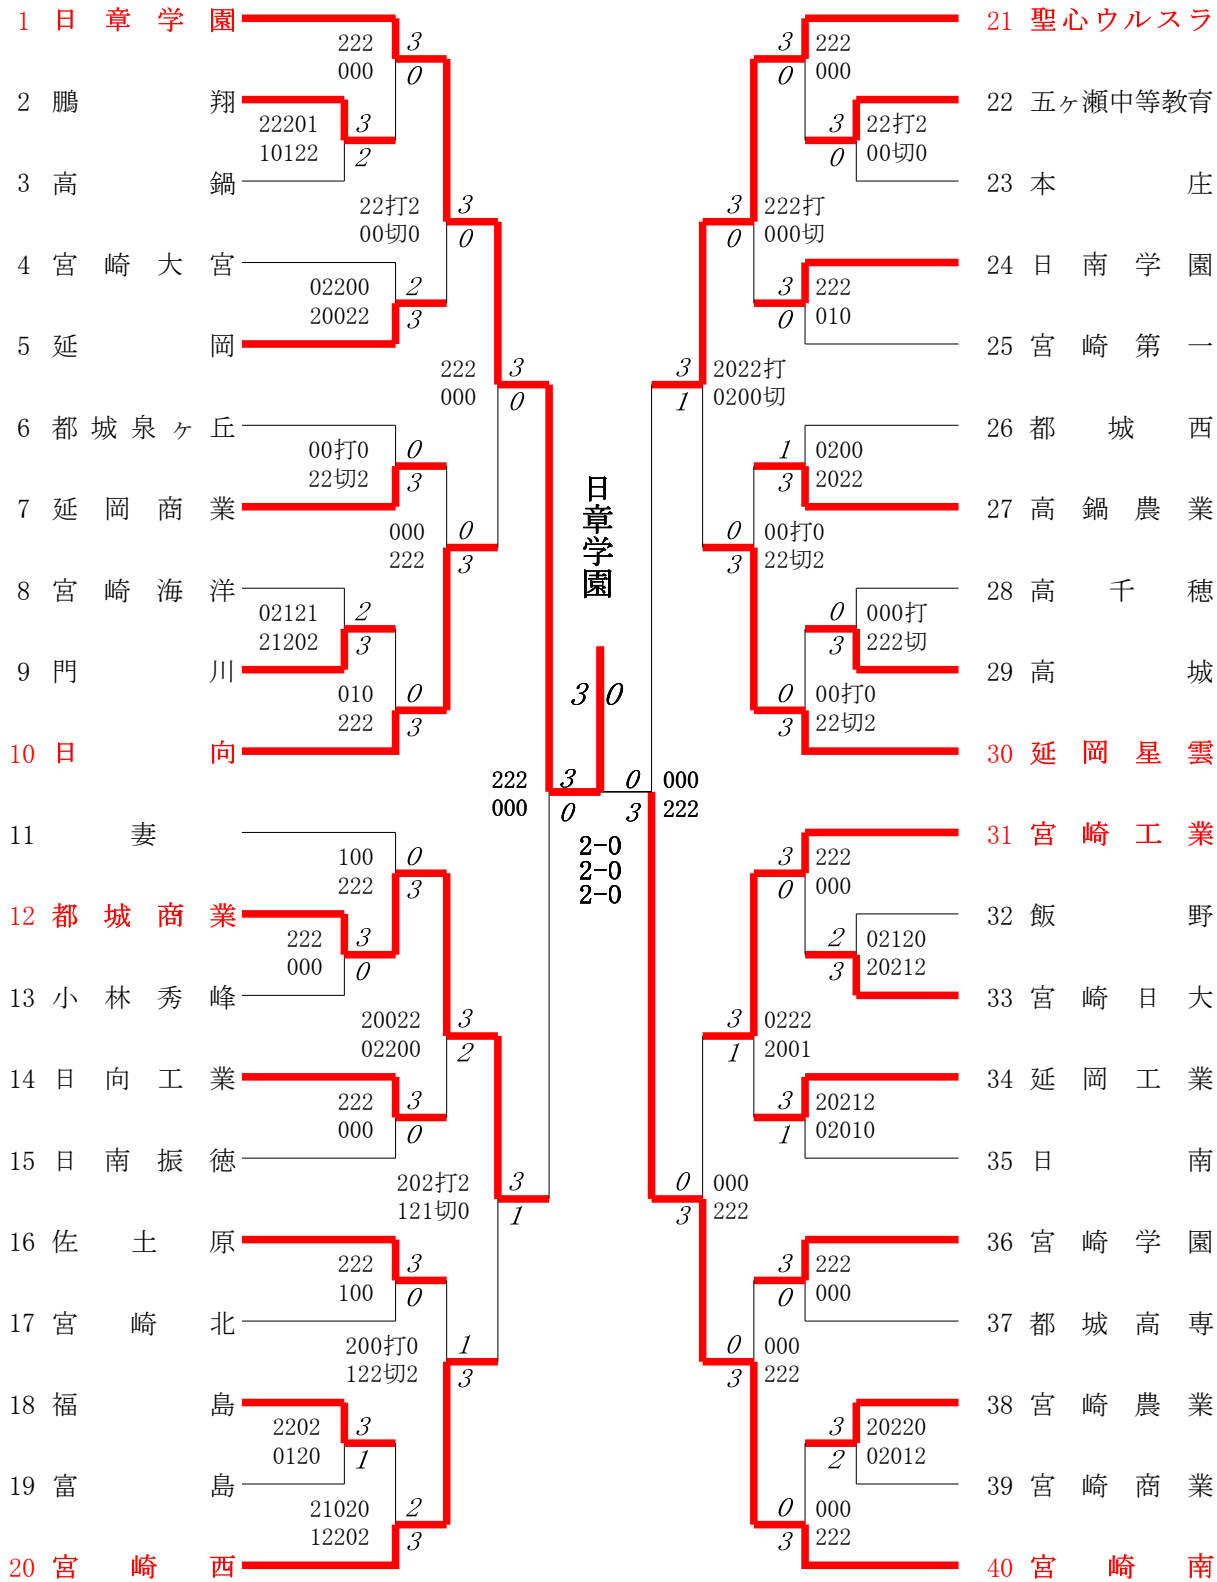 1 日章学園
222 3
000 0
2 鵬翔
22201 3
10122 2
3 高鍋
22打2 3
00切0 0
4 宮崎大宮
02200 2
20022 3
5 延岡
222 3
000 0
6 都城泉ヶ丘
00打0 0
22切2 3
7 延岡商業
000 0
222 3
8 宮崎海洋
02121 2
21202 3
9 門川
010 0
222 3
10 日向
222 3
000 0
11 妻
100 0
222 3
12 都城商業
222 3
000 0
13 小林秀峰
20022 3
02200 2
14 日向工業
222 3
000 0
15 日南振徳
202打2 3
121切0 1
16 佐土原
222 3
100 0
17 宮崎北
200打0 1
122切2 3
18 福島
2202 3
0120 1
19 富島
21020 2
12202 3
20 宮崎西
日章学園
3 0
2-0
2-0
2-0
21 聖心ウルスラ
3 222
0 000
22 五ヶ瀬中等教育
3 22打2
0 00切0
23 本庄
3 222打
0 000切
24 日南学園
3 222
0 010
25 宮崎第一
3 2022打
1 0200切
26 都城西
1 0200
3 2022
27 高鍋農業
0 00打0
3 22切2
28 高千穂
0 000打
3 222切
29 高城
0 00打0
3 22切2
30 延岡星雲
0 000
3 222
31 宮崎工業
3 222
0 000
32 飯野
2 02120
3 20212
33 宮崎日大
3 0222
1 2001
34 延岡工業
3 20212
1 02010
35 日南
0 000
3 222
36 宮崎学園
3 222
0 000
37 都城高専
0 000
3 222
38 宮崎農業
3 20220
2 02012
39 宮崎商業
0 000
3 222
40 宮崎南